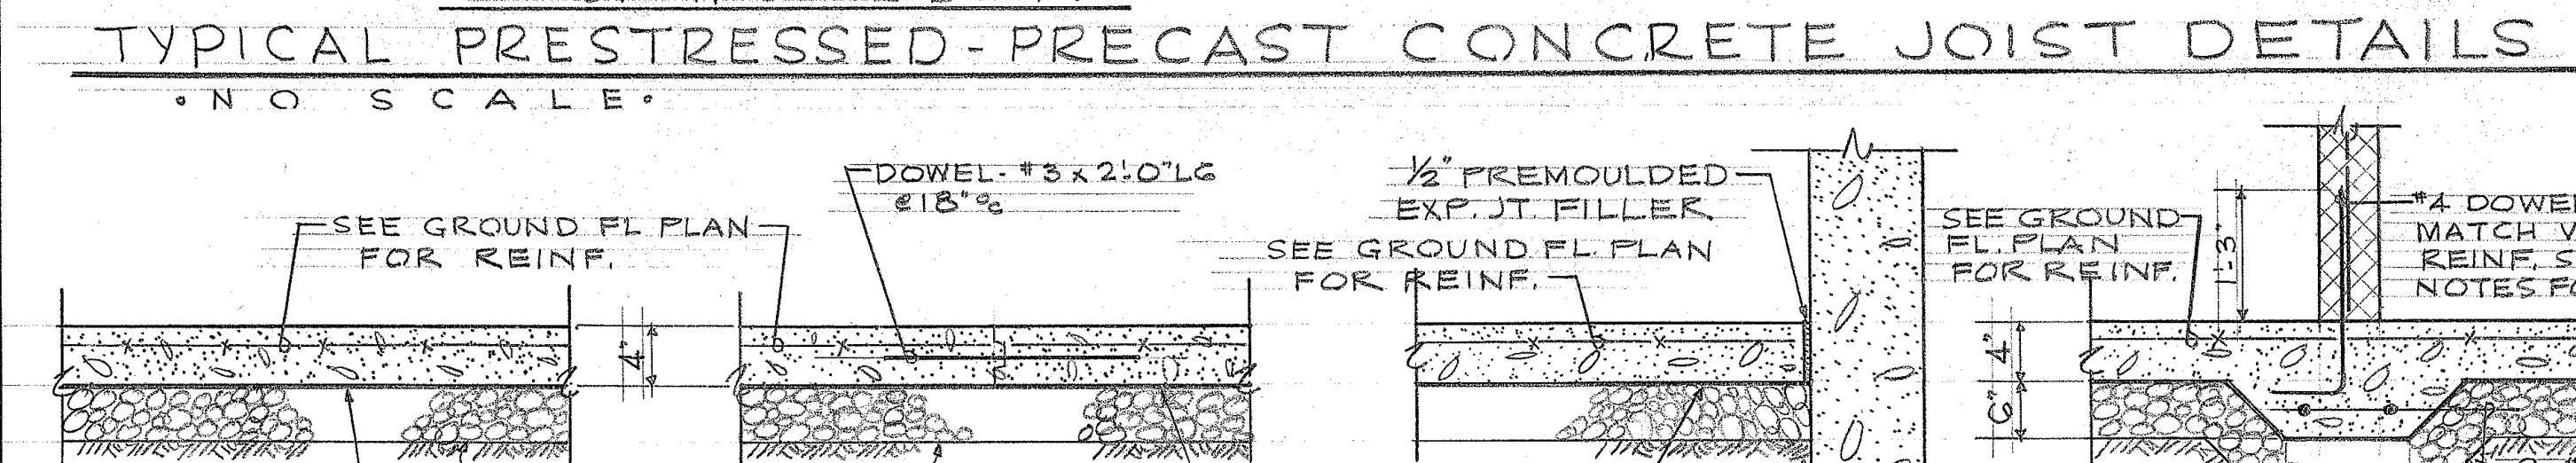 TYPICAL PRESTRESSED-PRECAST CONCRETE JOIST DETAILS
•NO SCALE•
SEE GROUND FL PLAN
FOR REINF.
4"
DOWEL- #3 x 2'-0" LG
@ 18" oc
1/2" PREMOULDED
EXP. JT. FILLER
SEE GROUND FL. PLAN
FOR REINF.
SEE GROUND
FL. PLAN
FOR REINF.
1'-3"
4"
6"
#4 DOWE
MATCH V
REINF. S
NOTES FO